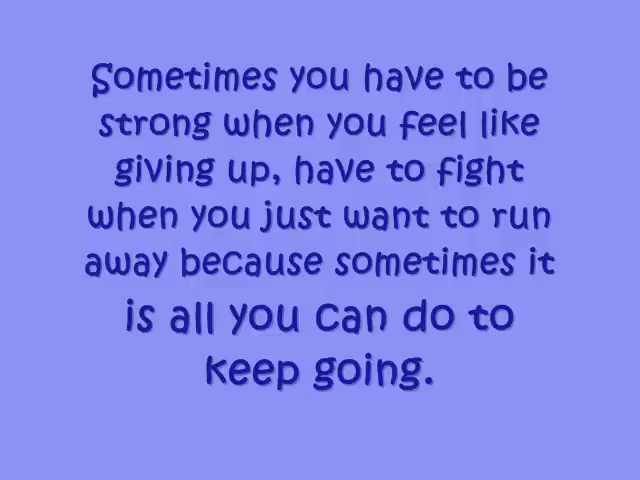 Sometimes you have to be
strong when you feel like
giving up, have to fight
when you just want to run
away because sometimes it
is all you can do to
keep going.